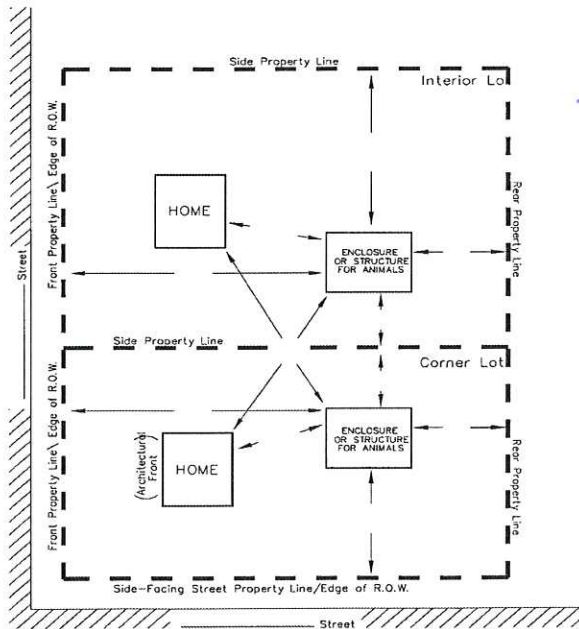 Side Property Line
Interior Lo
Front Property Line\ Edge of R.O.W.
HOME
ENCLOSURE
OR STRUCTURE
FOR ANIMALS
Rear Property Line
Street
Side Property Line
Corner Lot
Front Property Line\ Edge of R.O.W.
(Architectural
Front)
HOME
ENCLOSURE
OR STRUCTURE
FOR ANIMALS
Rear Property Line
Side-Facing Street Property Line/Edge of R.O.W.
Street